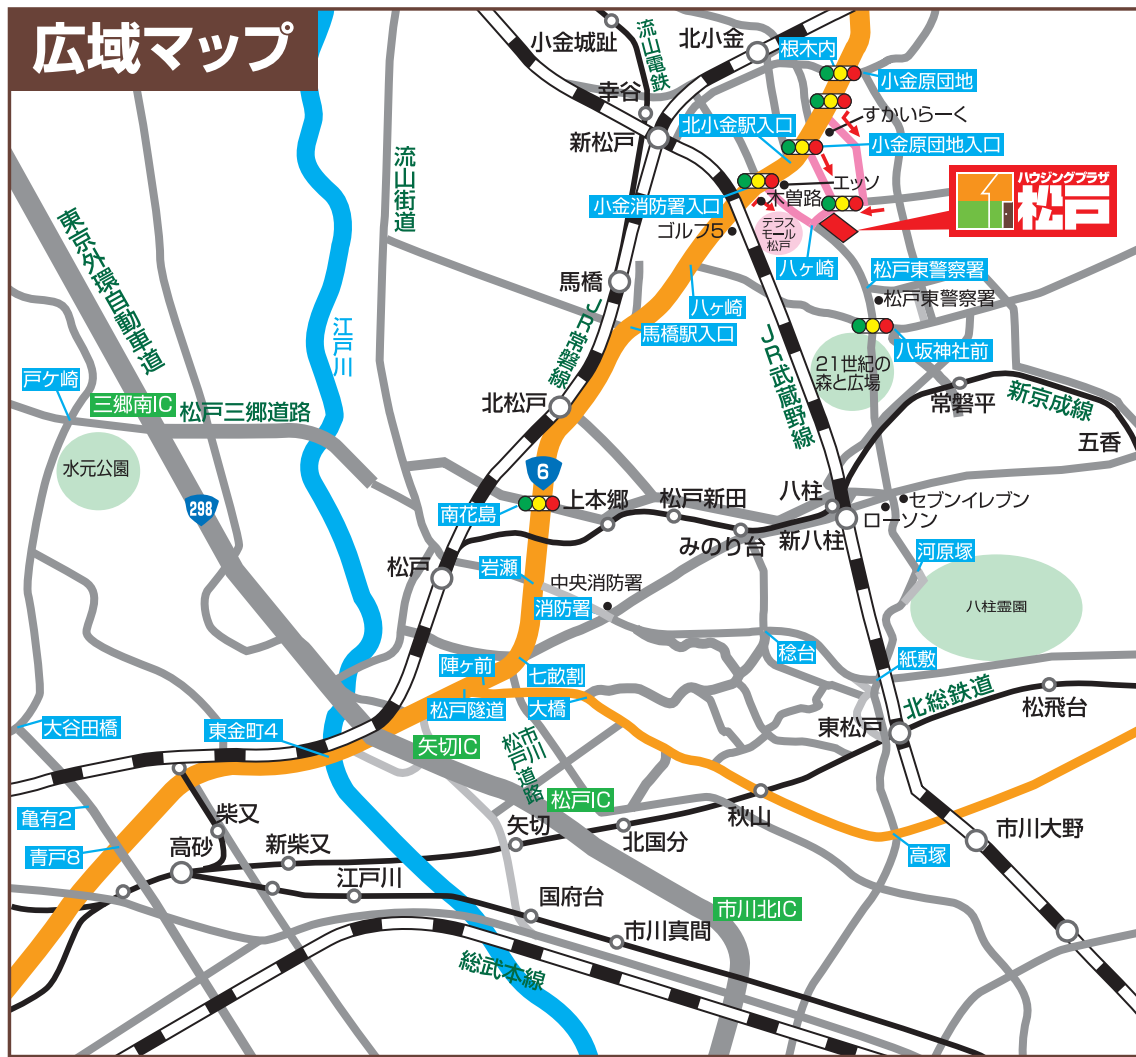 広域マップ
小金城趾
流山電鉄
北小金
根木内
小金原団地
幸谷
すかいらーく
北小金駅入口
新松戸
小金原団地入口
流山街道
エッソ
ハウジングプラザ
松戸
木曽路
小金消防署入口
テラス
モール
松戸
ゴルフ5
東京外環自動車道
八ヶ崎
松戸東警察署
馬橋
松戸東警察署
八ヶ崎
JR常磐線
馬橋駅入口
江戸川
JR武蔵野線
八坂神社前
21世紀の
森と広場
戸ケ崎
三郷南IC
松戸三郷道路
北松戸
常磐平
新京成線
五香
水元公園
6
298
南花島
上本郷
松戸新田
八柱
セブンイレブン
ローソン
みのり台
新八柱
松戸
岩瀬
中央消防署
河原塚
消防署
八柱霊園
稔台
紙敷
陣ヶ前
七畝割
松戸隧道
大橋
北総鉄道
松飛台
大谷田橋
東金町4
東松戸
矢切IC
市川
松戸道路
松戸IC
亀有2
柴又
秋山
市川大野
高砂
新柴又
矢切
北国分
青戸8
高塚
江戸川
国府台
市川北IC
市川真間
総武本線